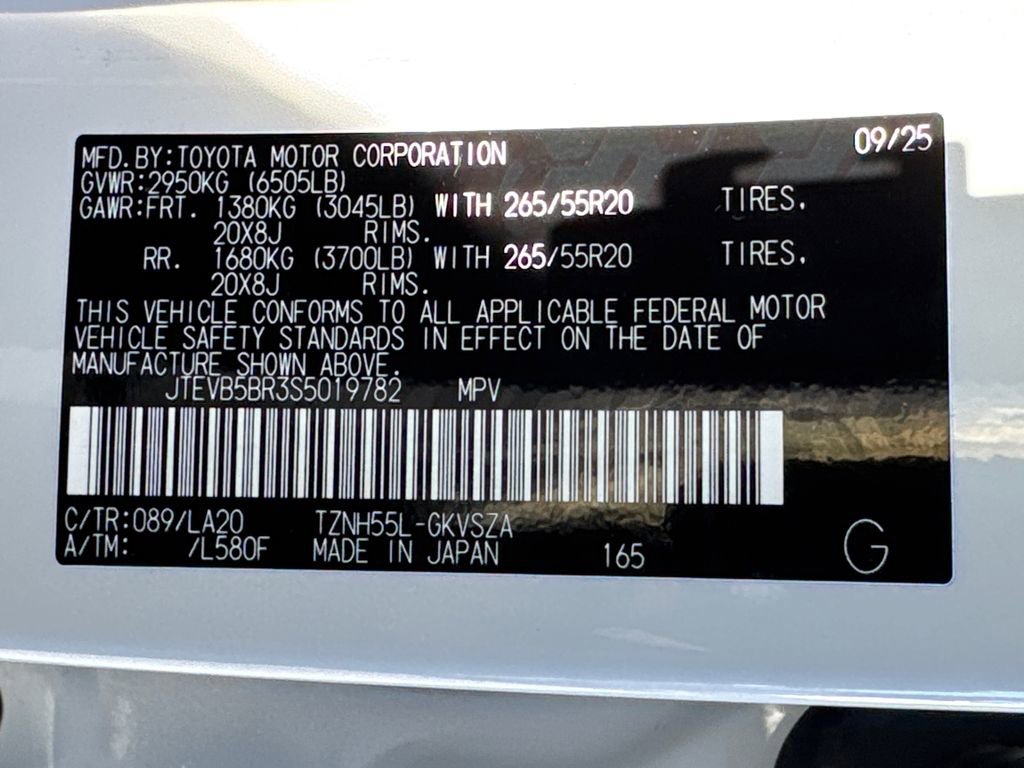 09/25
MFD.BY:TOYOTA MOTOR CORPORATION
GVWR:2950KG (6505LB)
GAWR:FRT. 1380KG (3045LB) WITH 265/55R20 TIRES.
20X8J RIMS.
RR. 1680KG (3700LB) WITH 265/55R20 TIRES.
20X8J RIMS.
THIS VEHICLE CONFORMS TO ALL APPLICABLE FEDERAL MOTOR
VEHICLE SAFETY STANDARDS IN EFFECT ON THE DATE OF
MANUFACTURE SHOWN ABOVE.
JTEVB5BR3S5019782 MPV
C/TR:089/LA20 TZNH55L-GKVSZA
A/TM: /L580F MADE IN JAPAN 165 G